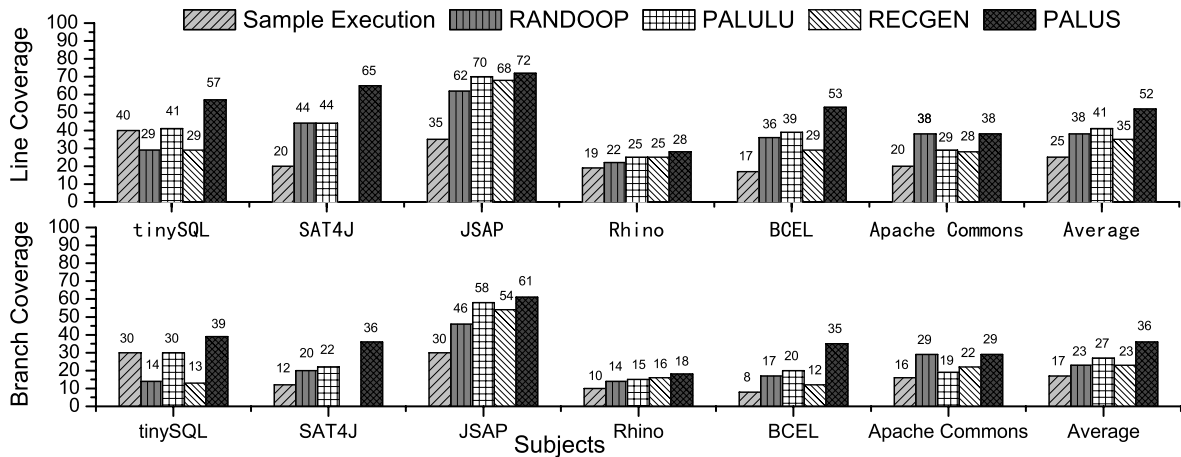 Sample Execution RANDOOP PALULU RECGEN PALUS
Line Coverage
100
90
80
70
60
50
40
30
20
10
0
40 29 41 29 57
20 44 44 65
35 62 70 68 72
19 22 25 25 28
17 36 39 29 53
20 38 29 28 38
25 38 41 35 52
tinySQL SAT4J JSAP Rhino BCEL Apache Commons Average
Branch Coverage
100
90
80
70
60
50
40
30
20
10
0
30 14 30 13 39
12 20 22 36
30 46 58 54 61
10 14 15 16 18
8 17 20 12 35
16 29 19 22 29
17 23 27 23 36
tinySQL SAT4J JSAP Rhino BCEL Apache Commons Average
Subjects